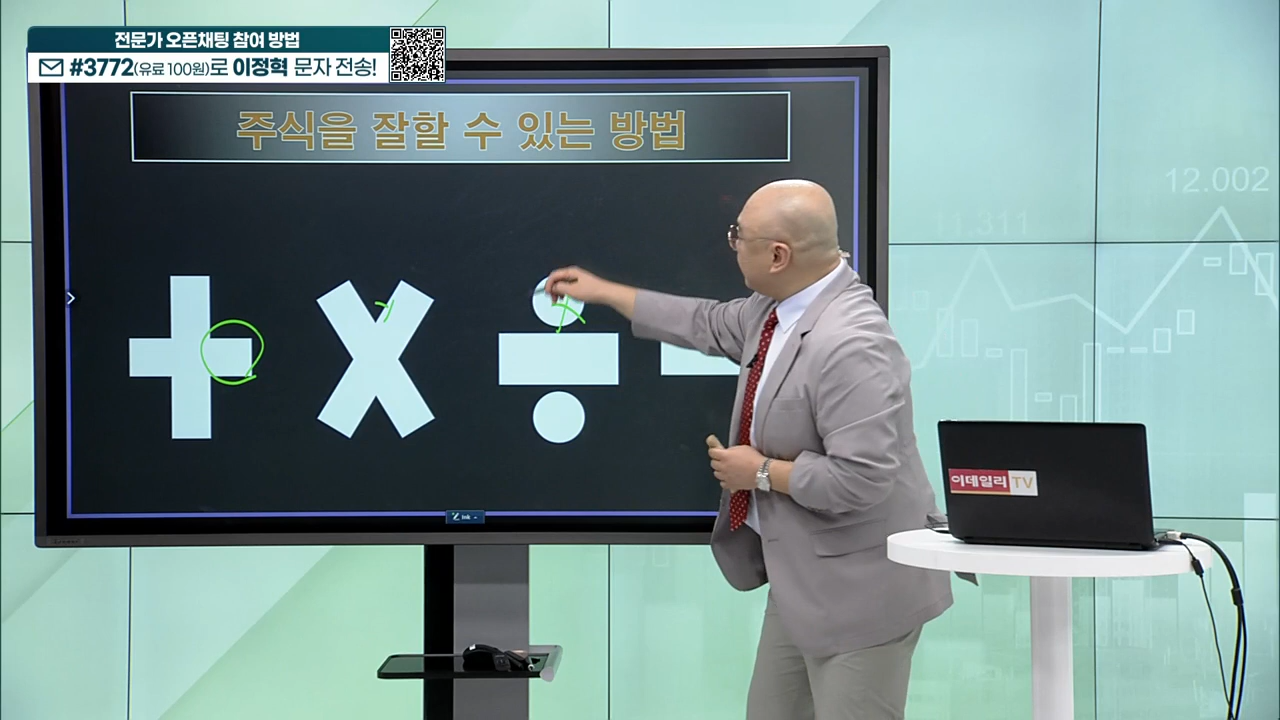 전문가 오픈채팅 참여 방법
#3772(유료 100원)로 이정혁 문자 전송!
주식을 잘할 수 있는 방법
12.002
11.311
이데일리TV
Ink